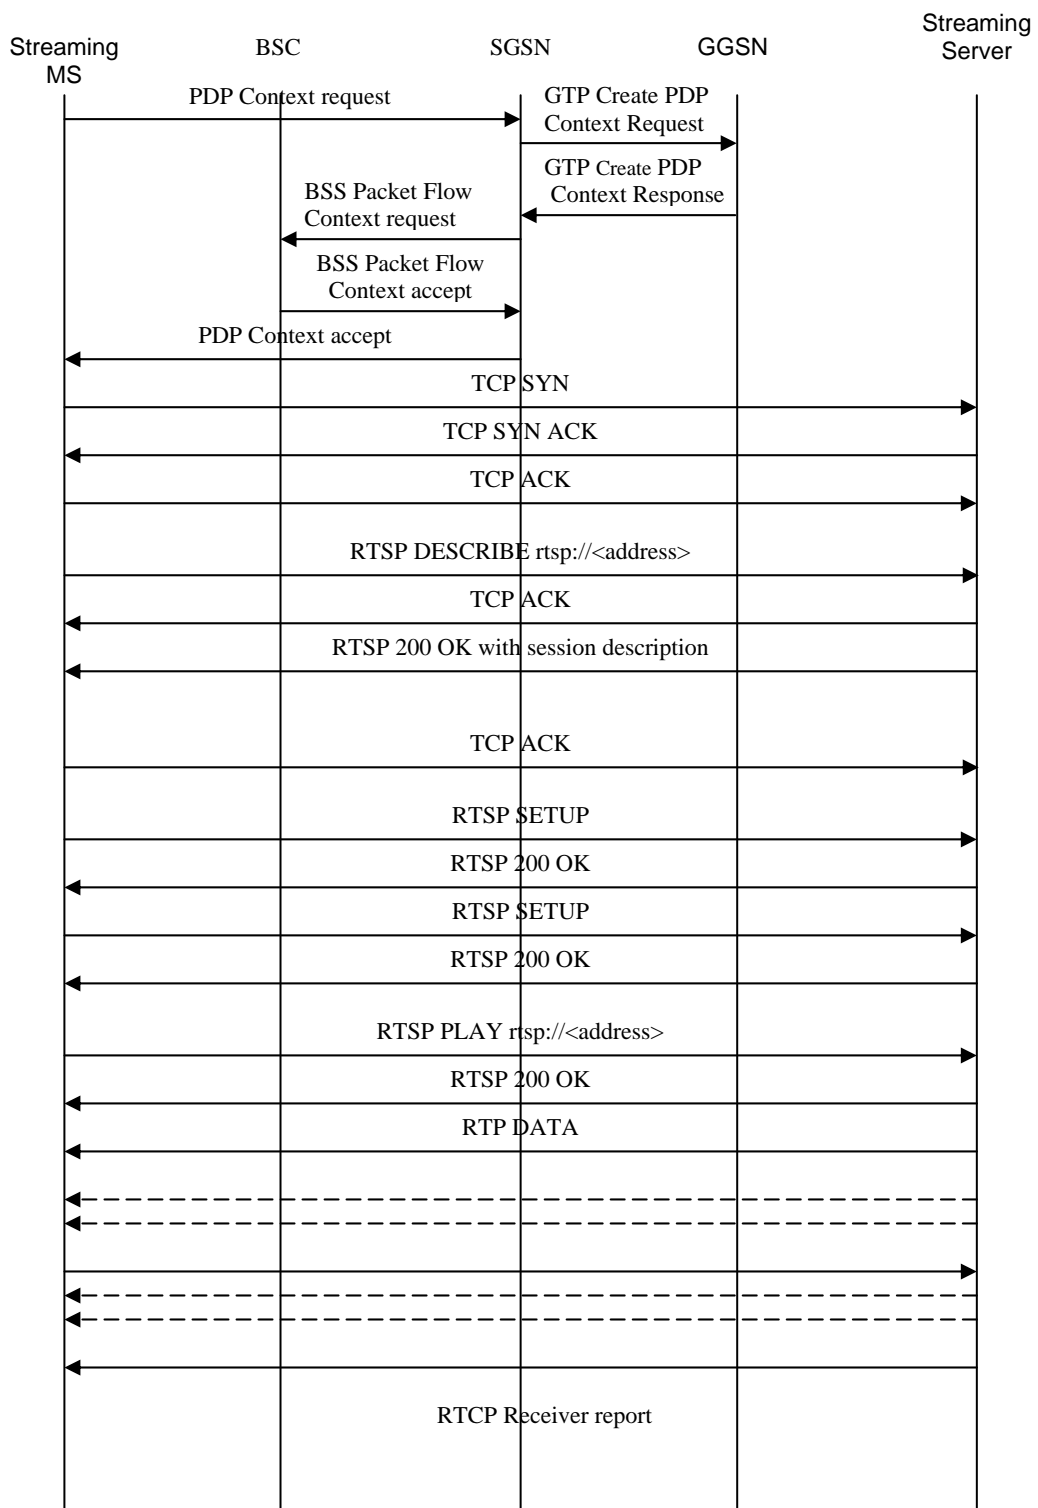 Streaming
MS
BSC
SGSN
GGSN
Streaming
Server
PDP Context request
GTP Create PDP
Context Request
GTP Create PDP
Context Response
BSS Packet Flow
Context request
BSS Packet Flow
Context accept
PDP Context accept
TCP SYN
TCP SYN ACK
TCP ACK
RTSP DESCRIBE rtsp://<address>
TCP ACK
RTSP 200 OK with session description
TCP ACK
RTSP SETUP
RTSP 200 OK
RTSP SETUP
RTSP 200 OK
RTSP PLAY rtsp://<address>
RTSP 200 OK
RTP DATA
RTCP Receiver report